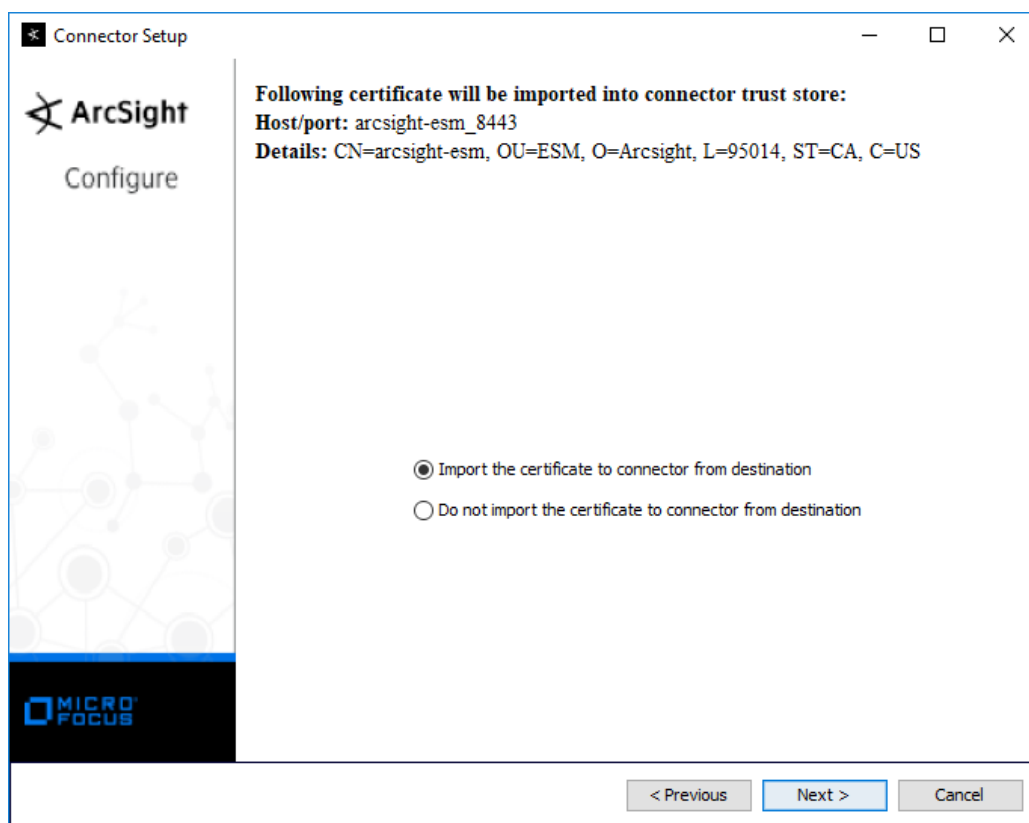 Connector Setup
ArcSight
Configure
Following certificate will be imported into connector trust store:
Host/port: arcsight-esm_8443
Details: CN=arcsight-esm, OU=ESM, O=Arcsight, L=95014, ST=CA, C=US
Import the certificate to connector from destination
Do not import the certificate to connector from destination
MICRO
FOCUS
< Previous
Next >
Cancel